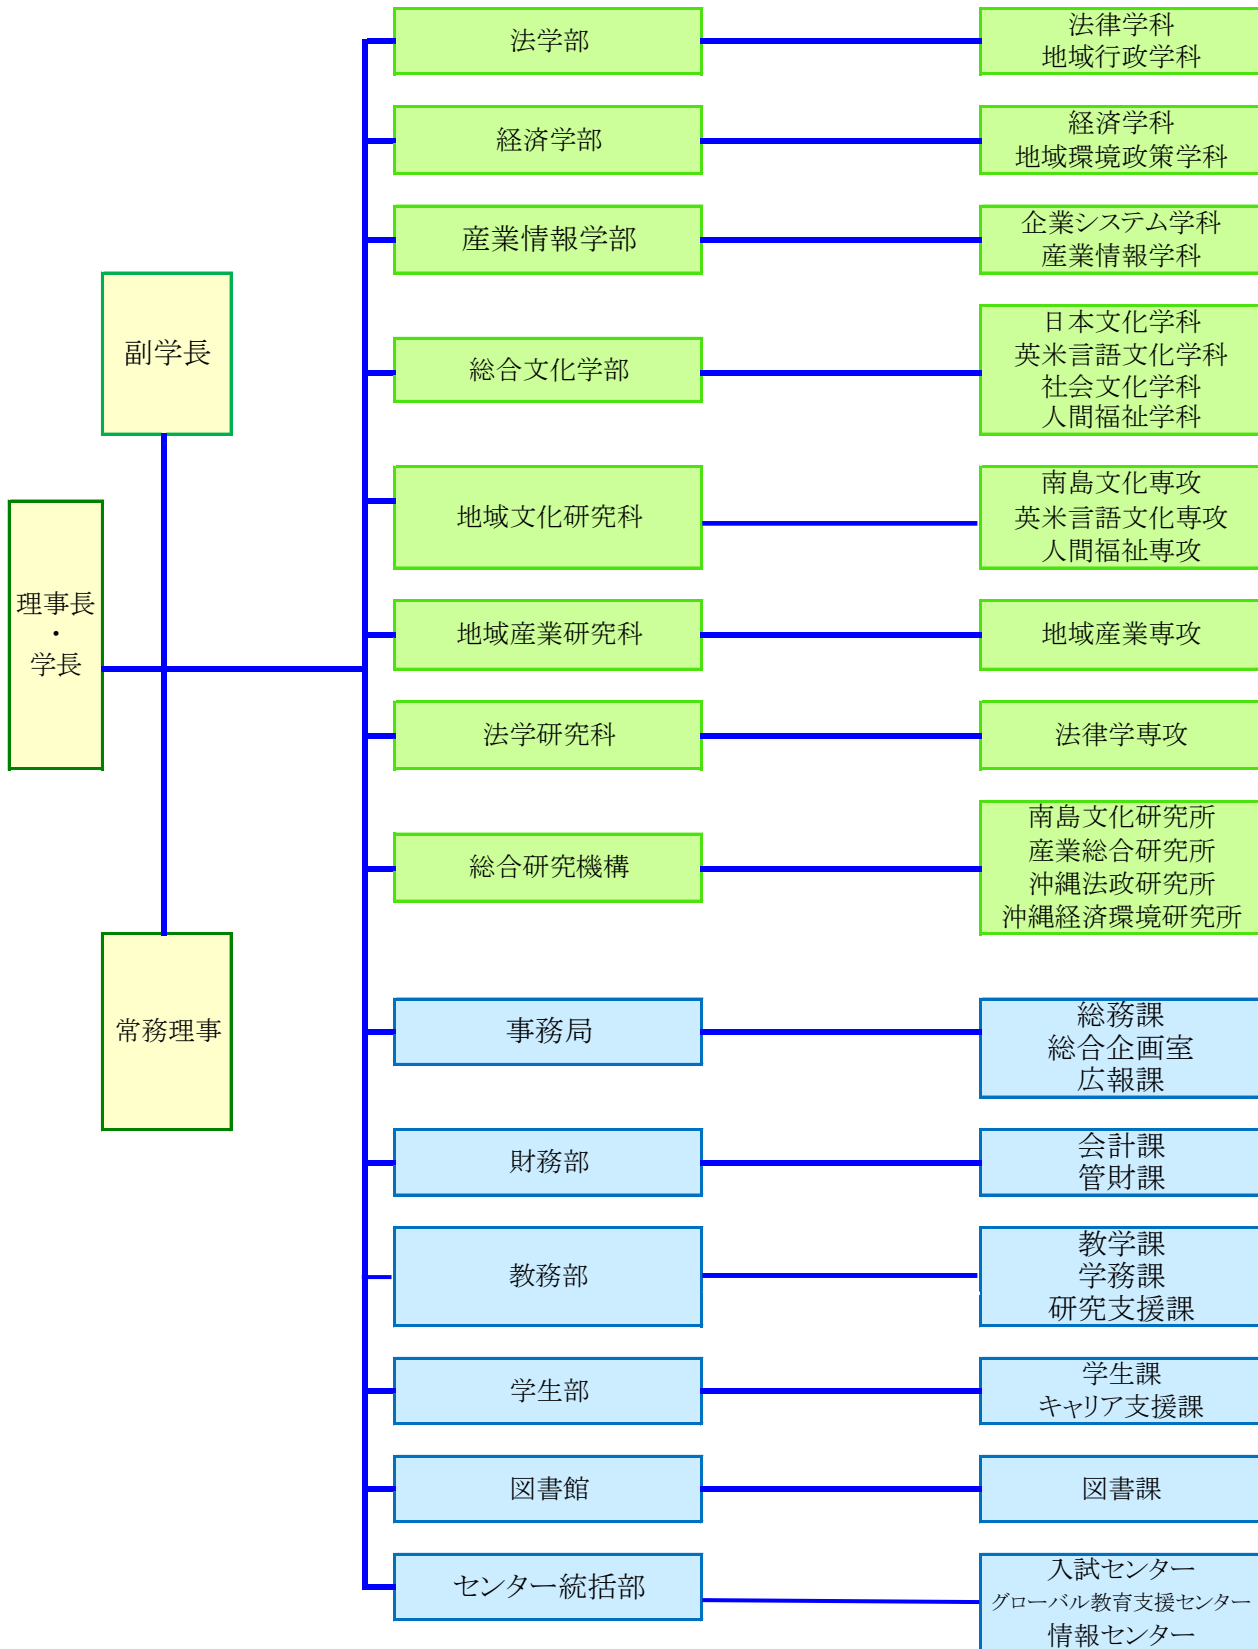 法学部
法律学科
地域行政学科
経済学部
経済学科
地域環境政策学科
産業情報学部
企業システム学科
産業情報学科
副学長
総合文化学部
日本文化学科
英米言語文化学科
社会文化学科
人間福祉学科
地域文化研究科
南島文化専攻
英米言語文化専攻
人間福祉専攻
理事長
・
学長
地域産業研究科
地域産業専攻
法学研究科
法律学専攻
総合研究機構
南島文化研究所
産業総合研究所
沖縄法政研究所
沖縄経済環境研究所
常務理事
事務局
総務課
総合企画室
広報課
財務部
会計課
管財課
教務部
教学課
学務課
研究支援課
学生部
学生課
キャリア支援課
図書館
図書課
センター統括部
入試センター
グローバル教育支援センター
情報センター